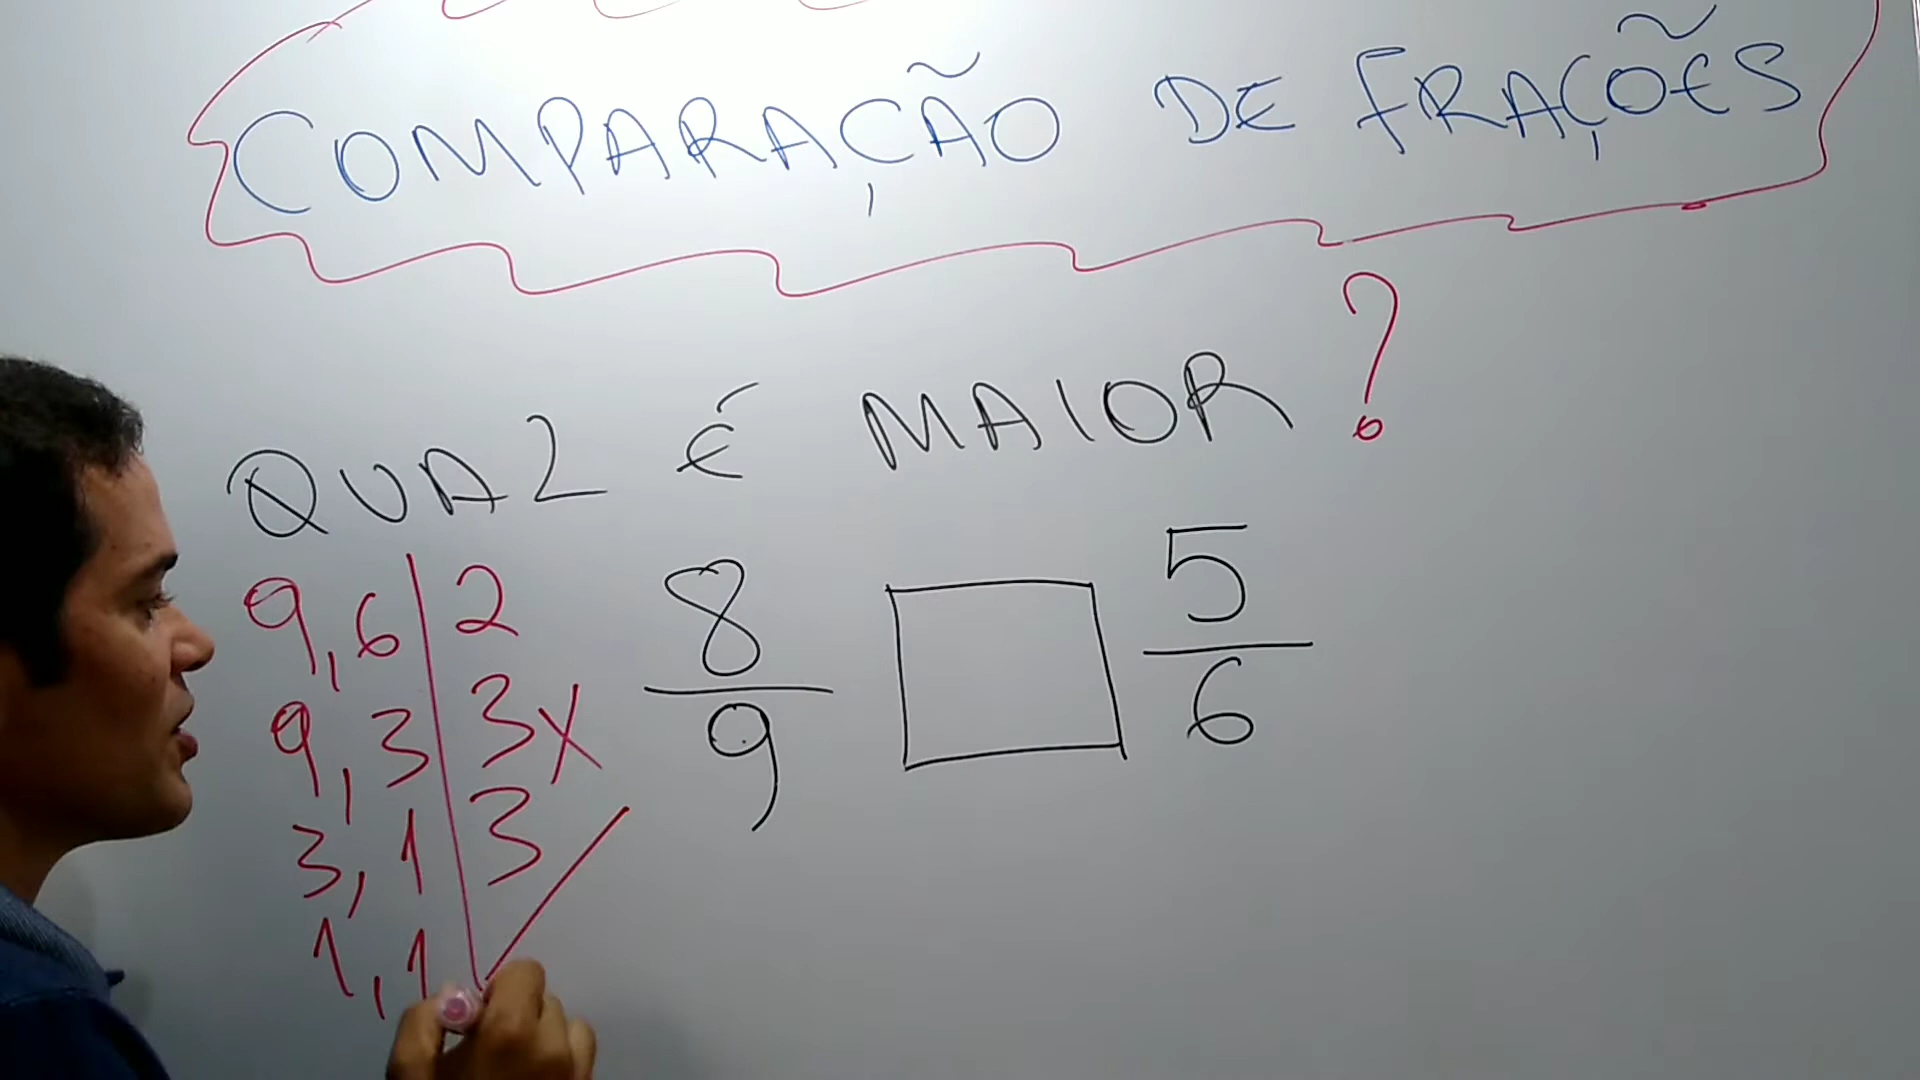 COMPARAÇÃO DE FRAÇÕES
QUAL É MAIOR ?
9,6 | 2
9,3 | 3 X
3,1 | 3
1,1
8/9 □ 5/6